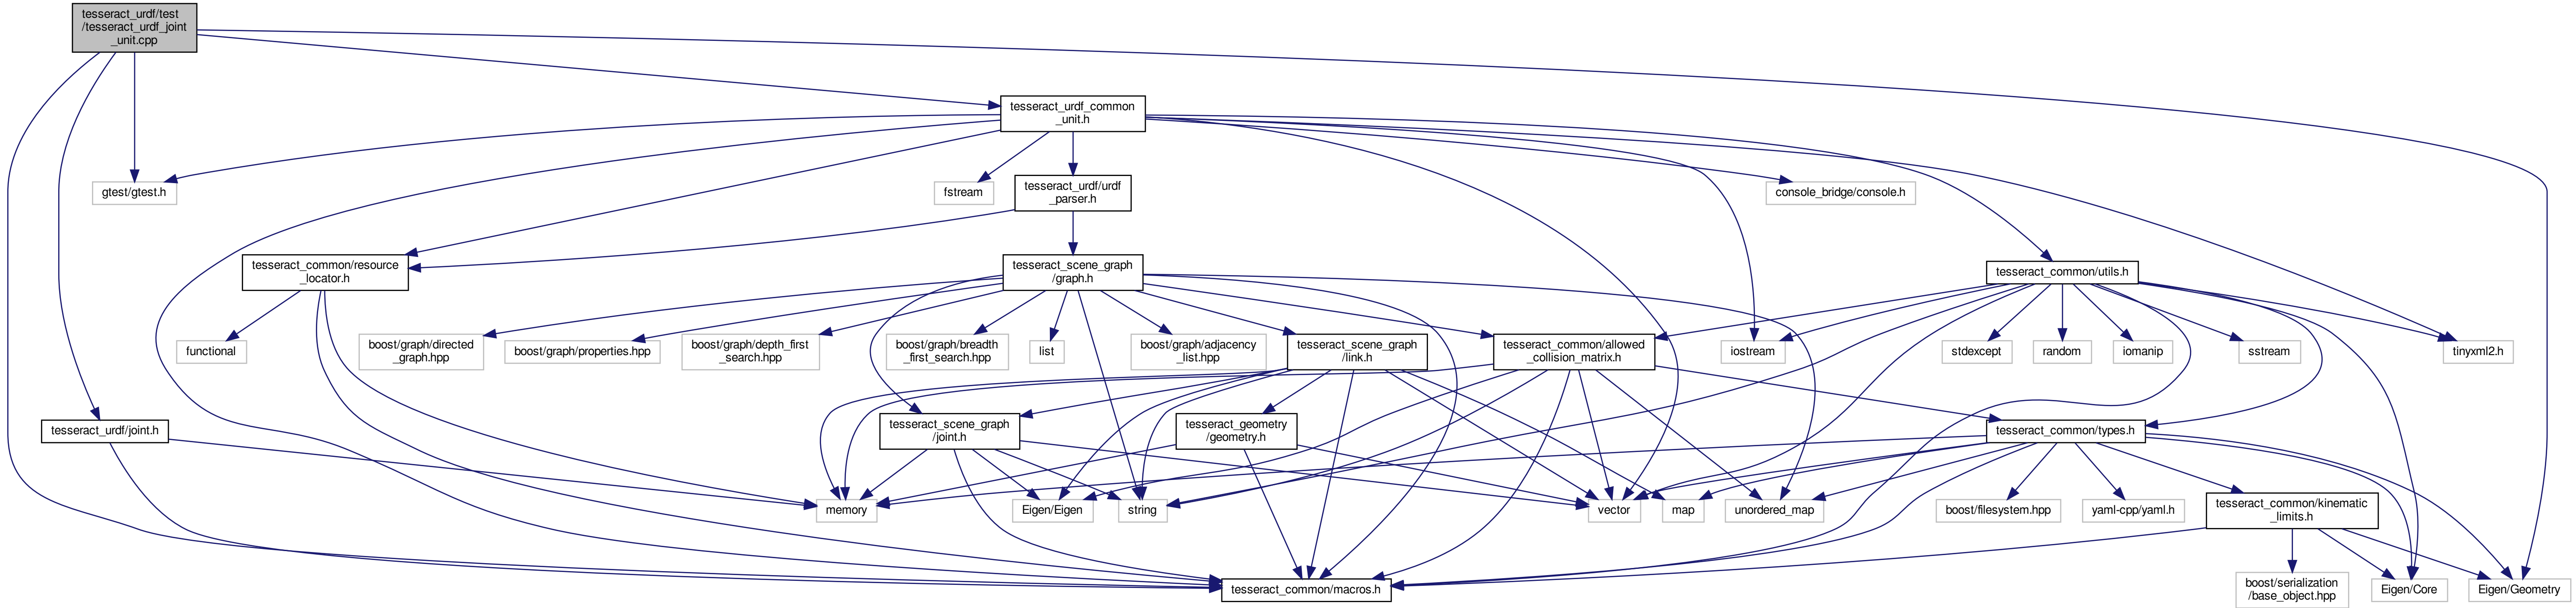 tesseract_urdf/test
/tesseract_urdf_joint
_unit.cpp
tesseract_urdf_common
_unit.h
gtest/gtest.h
fstream
tesseract_urdf/urdf
_parser.h
console_bridge/console.h
tesseract_common/resource
_locator.h
tesseract_scene_graph
/graph.h
tesseract_common/utils.h
functional
boost/graph/directed
_graph.hpp
boost/graph/properties.hpp
boost/graph/depth_first
_search.hpp
boost/graph/breadth
_first_search.hpp
list
boost/graph/adjacency
_list.hpp
tesseract_scene_graph
/link.h
tesseract_common/allowed
_collision_matrix.h
iostream
stdexcept
random
iomanip
sstream
tinyxml2.h
tesseract_urdf/joint.h
tesseract_scene_graph
/joint.h
tesseract_geometry
/geometry.h
tesseract_common/types.h
memory
Eigen/Eigen
string
vector
map
unordered_map
boost/filesystem.hpp
yaml-cpp/yaml.h
tesseract_common/kinematic
_limits.h
tesseract_common/macros.h
boost/serialization
/base_object.hpp
Eigen/Core
Eigen/Geometry